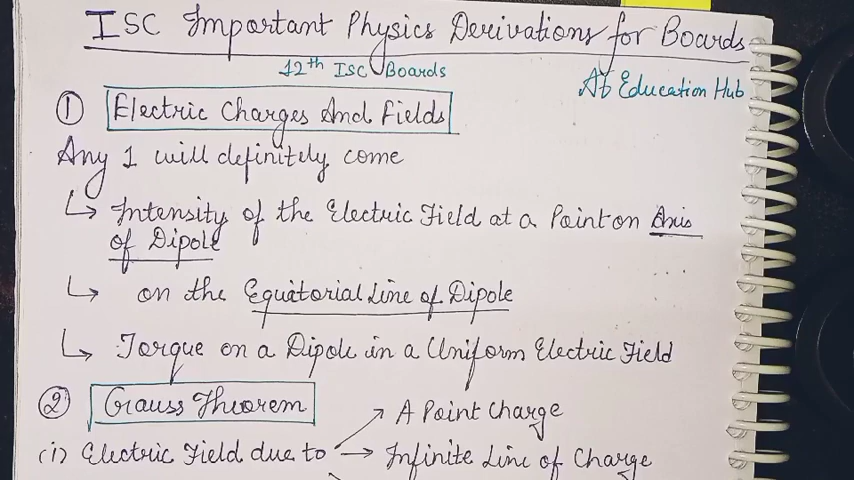 ISC Important Physics Derivations for Boards
12th ISC Boards
Ab Education Hub
① Electric Charges And Fields
Any 1 will definitely come
↳ Intensity of the Electric Field at a Point on Axis
of Dipole
↳ on the Equatorial Line of Dipole
↳ Torque on a Dipole in a Uniform Electric Field
② Gauss Theorem
→ A Point Charge
(i) Electric Field due to → Infinite Line of Charge